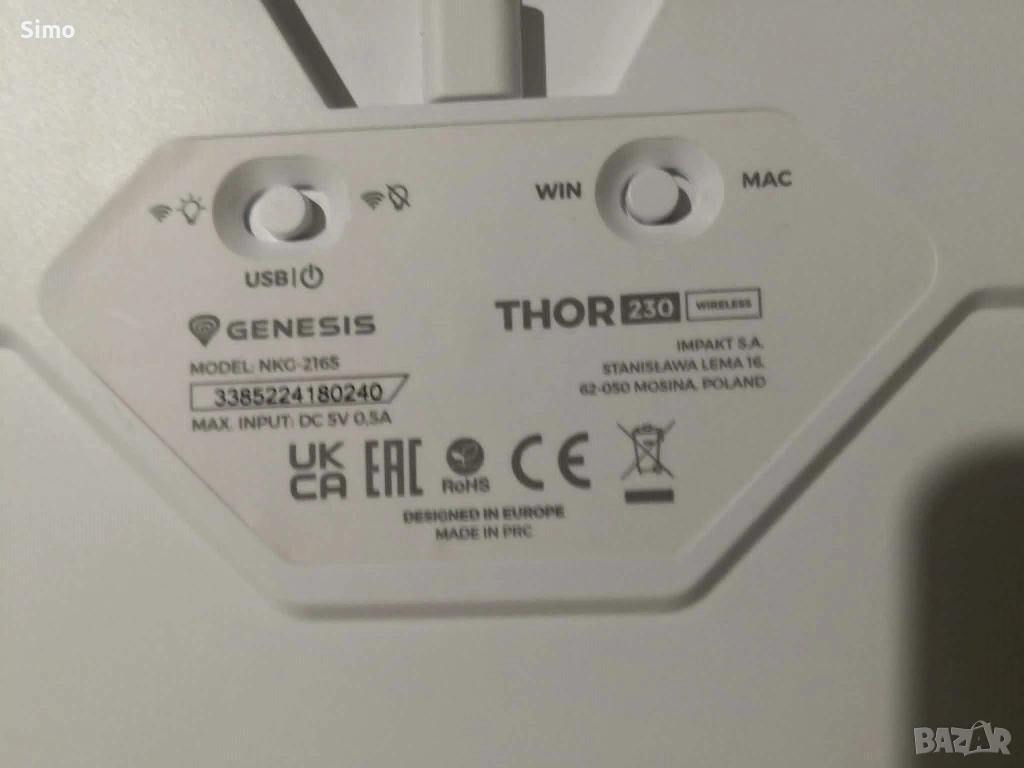 Simo
WIN
MAC
USB|
GENESIS
MODEL: NKG-2165
3385224180240
MAX. INPUT: DC 5V 0,5A
THOR 230 WIRELESS
IMPAKT S.A.
STANISŁAWA LEMA 16,
62-050 MOSINA, POLAND
UK
CA
EAC
RoHS
CE
DESIGNED IN EUROPE
MADE IN PRC
BAZAR